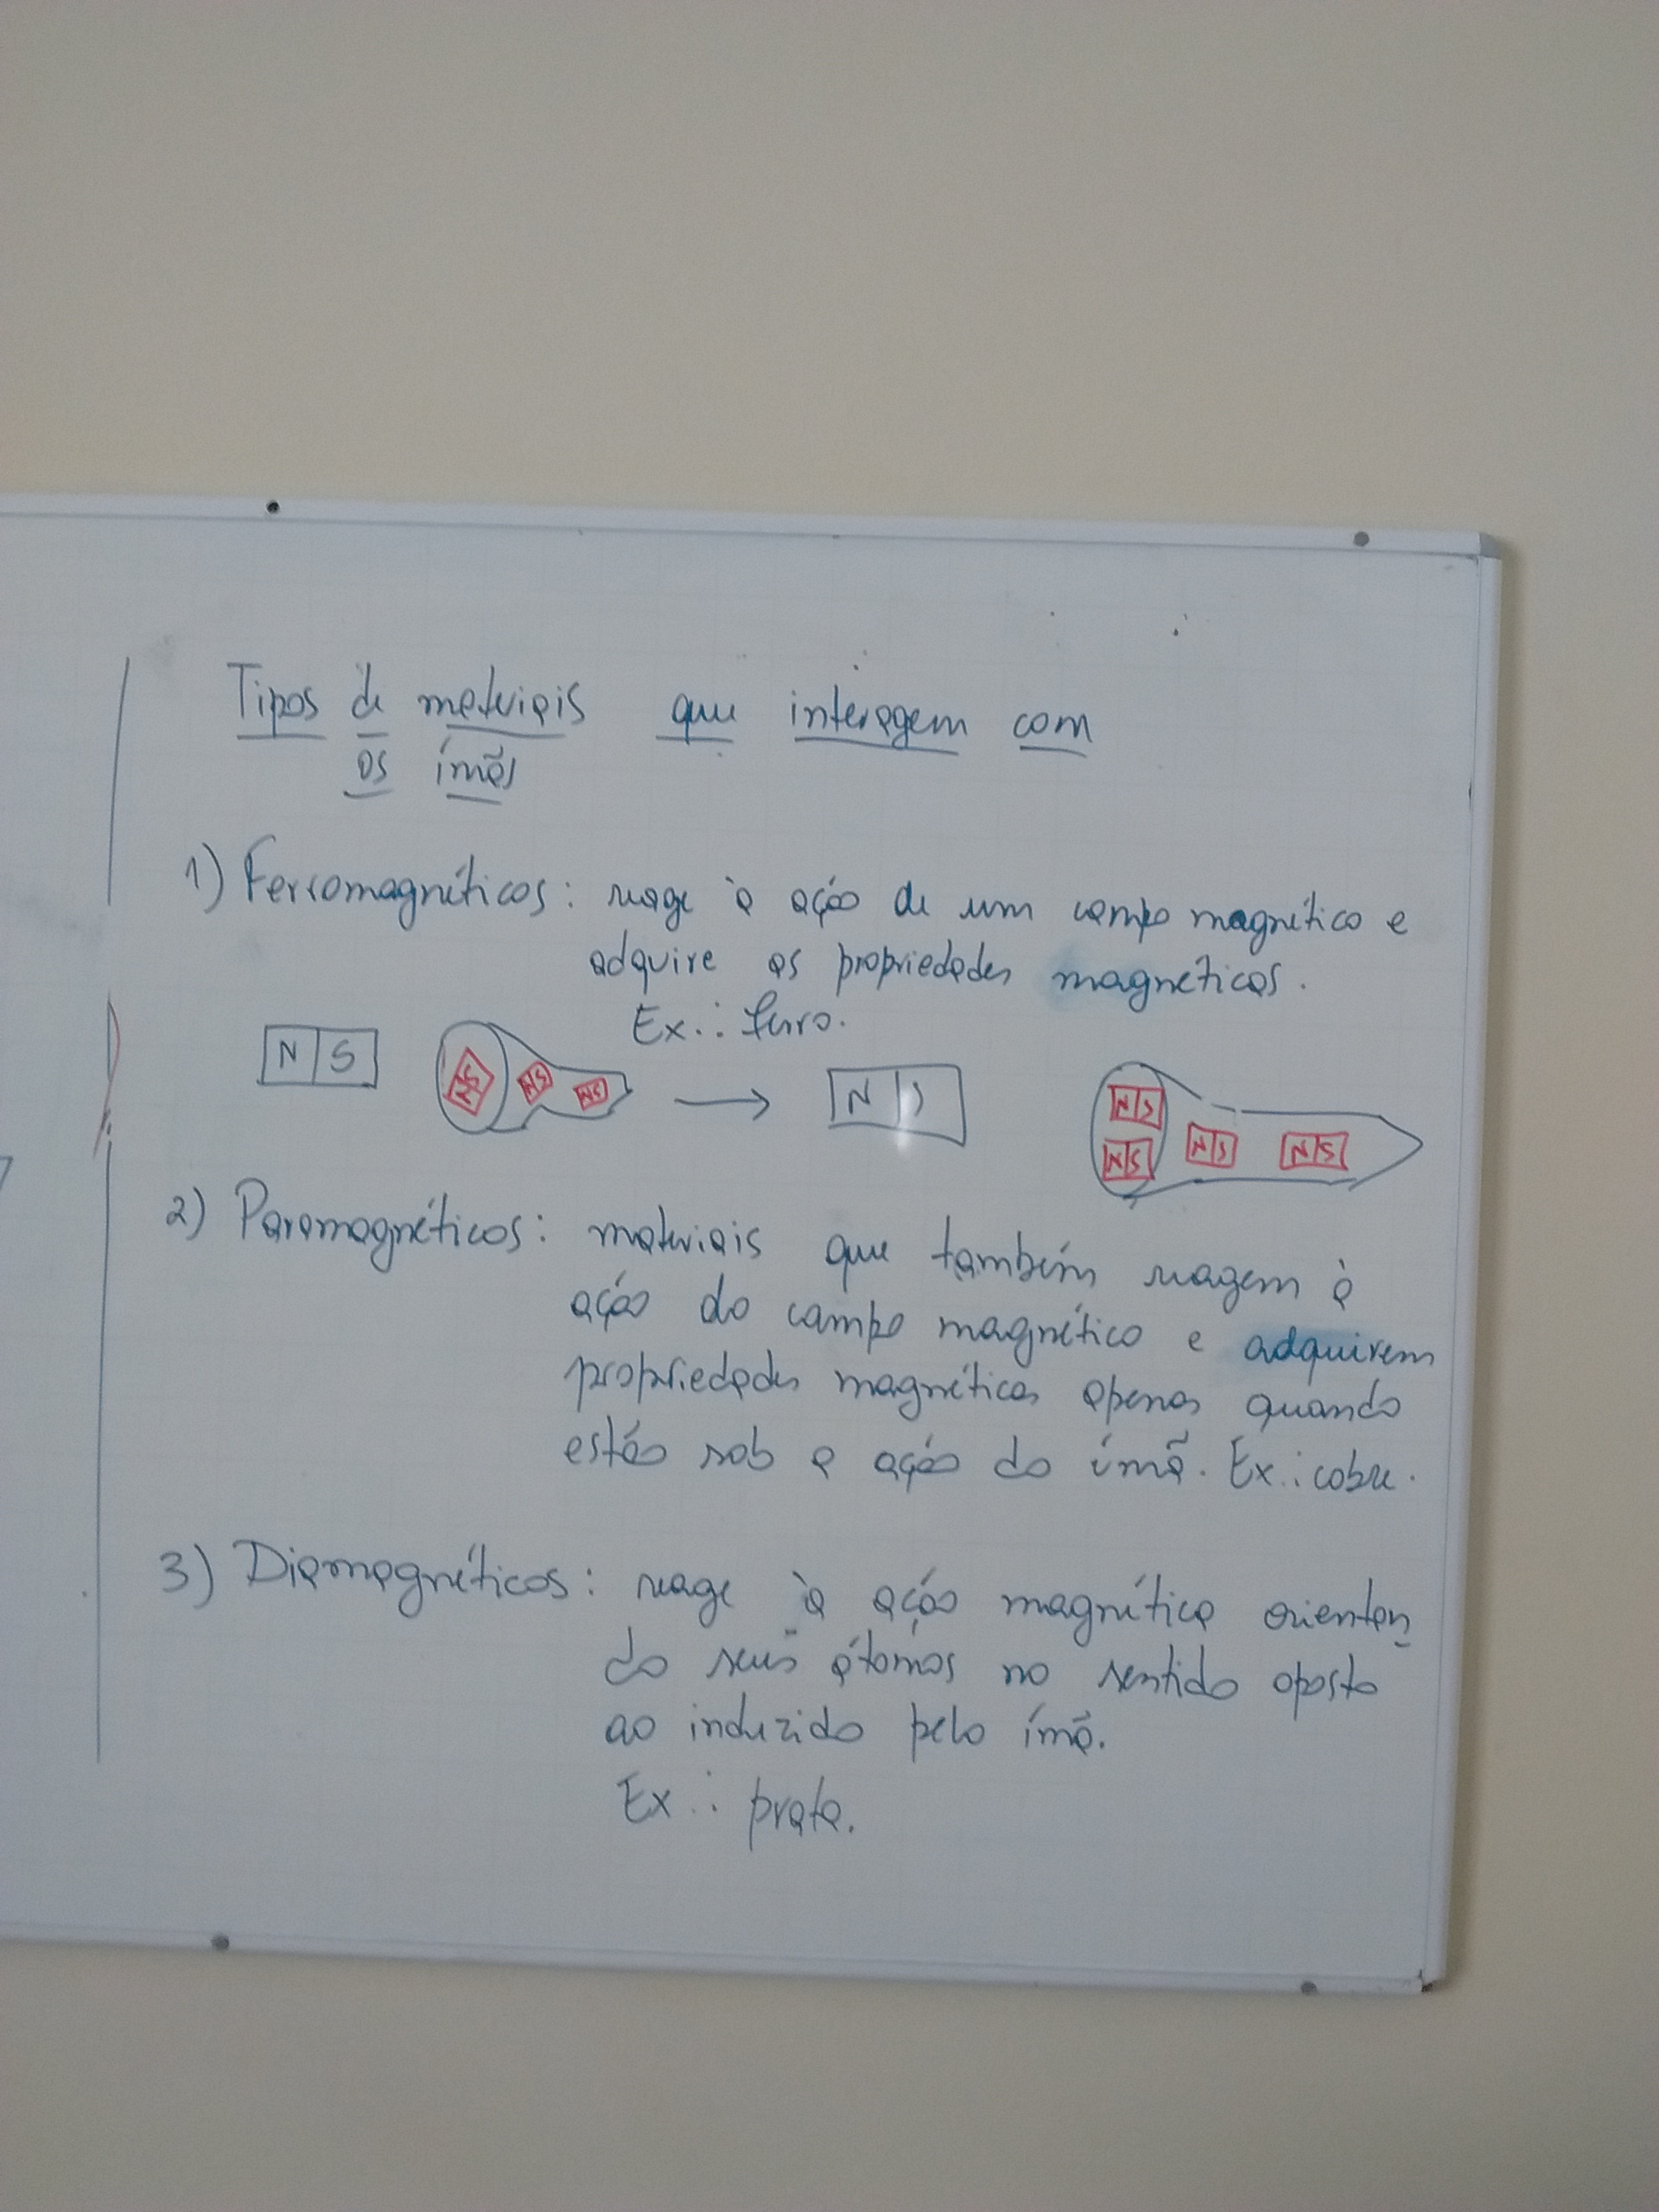 Tipos de materiais que interagem com
os ímãs
1) Ferromagnéticos: reage à ação de um campo magnético e
adquire as propriedades magnéticas.
Ex.: ferro.
N S
N S
N S
N S
N S
N S
N S
N S
N S
2) Paramagnéticos: materiais que também reagem à
ação do campo magnético e adquirem
propriedades magnéticas apenas quando
estão sob a ação do ímã. Ex.: cobre.
3) Diamagnéticos: reage à ação magnética orientan
do seus átomos no sentido oposto
ao induzido pelo ímã.
Ex.: prata.